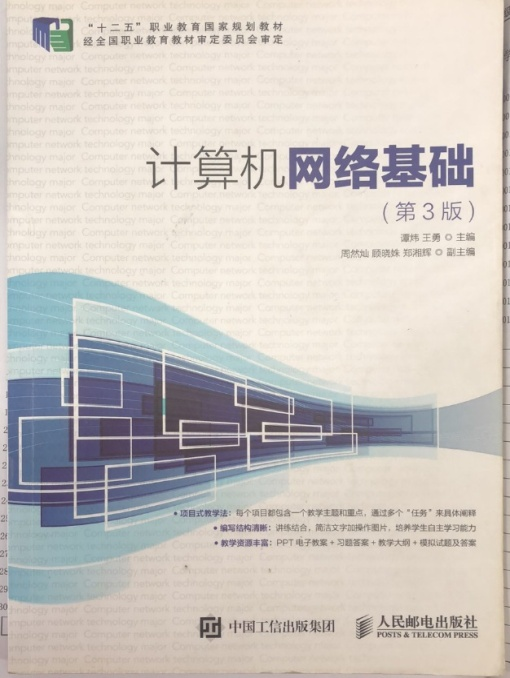 “十二五”职业教育国家规划教材
经全国职业教育教材审定委员会审定
计算机网络基础
（第3版）
谭炜 王勇 主编
周然灿 顾晓姝 郑湘辉 副主编
• 项目式教学法：每个项目都包含一个教学主题和重点，通过多个“任务”来具体阐释
• 编写结构清晰：讲练结合，简洁文字加操作图片，培养学生自主学习能力
• 教学资源丰富：PPT电子教案+习题答案+教学大纲+模拟试题及答案
中国工信出版集团
人民邮电出版社
POSTS & TELECOM PRESS